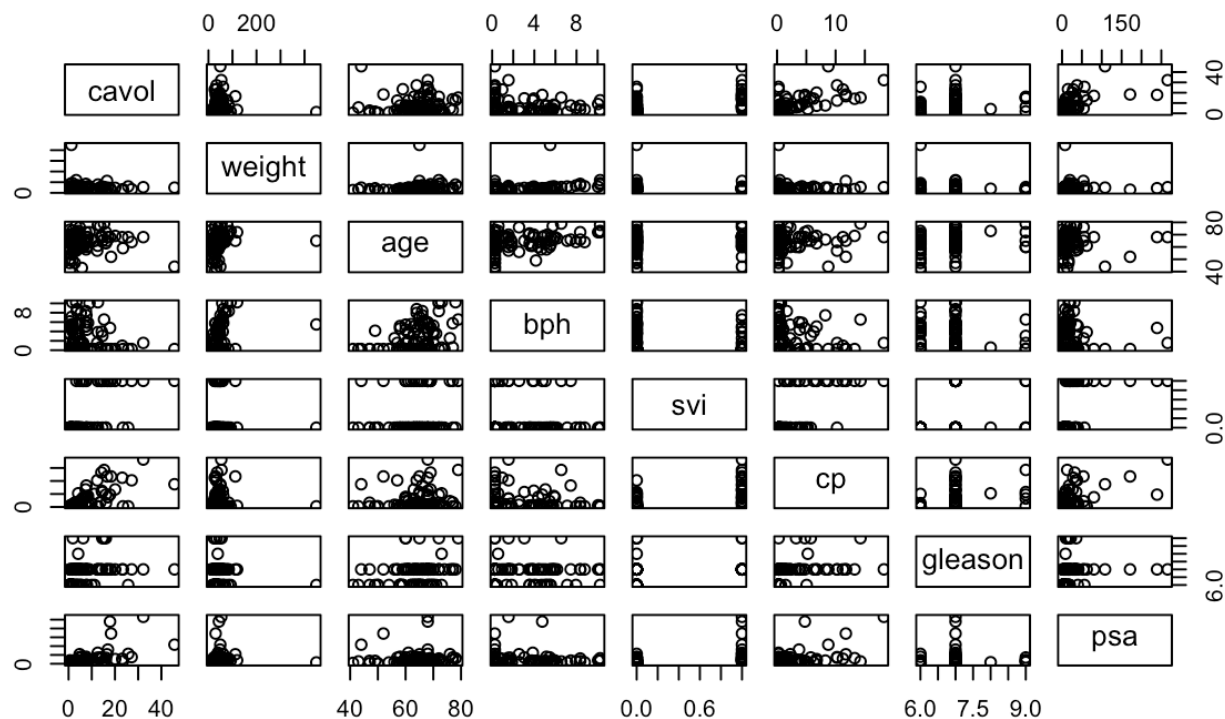 0 200 0 4 8 0 10 0 150
cavol 0 40
0 weight
age 40 80
0 8 bph
svi 0.0
0 cp
gleason 6.0
0 psa
0 20 40 40 60 80 0.0 0.6 6.0 7.5 9.0